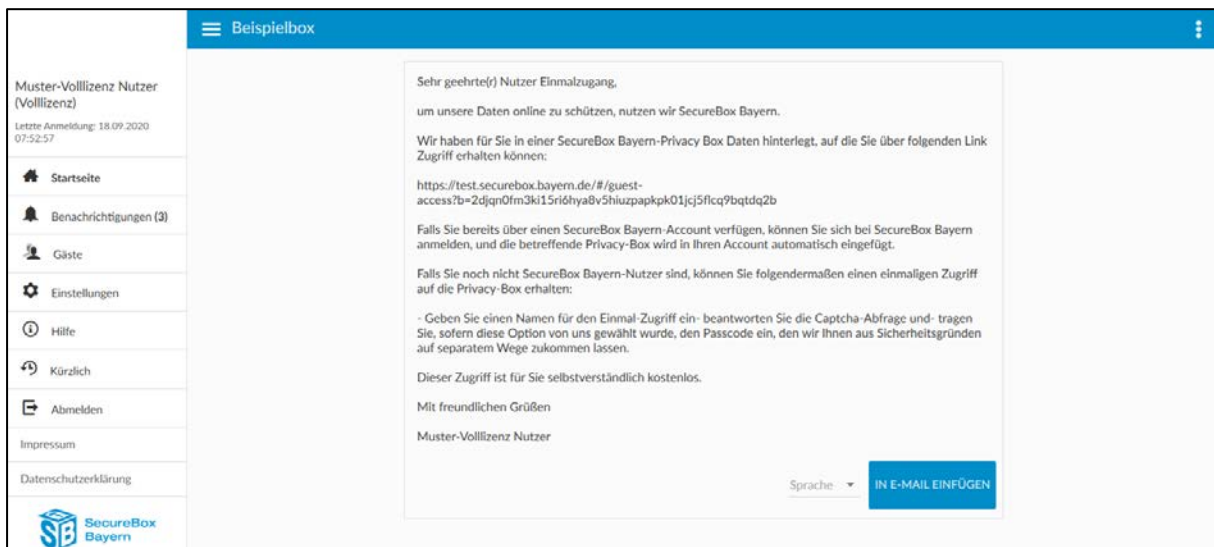 Beispielbox
Muster-Volllizenz Nutzer
(Volllizenz)
Letzte Anmeldung: 18.09.2020
07:52:57
Startseite
Benachrichtigungen (3)
Gäste
Einstellungen
Hilfe
Kürzlich
Abmelden
Impressum
Datenschutzerklärung
SB
SecureBox
Bayern
Sehr geehrte(r) Nutzer Einmalzugang,
um unsere Daten online zu schützen, nutzen wir SecureBox Bayern.
Wir haben für Sie in einer SecureBox Bayern-Privacy Box Daten hinterlegt, auf die Sie über folgenden Link
Zugriff erhalten können:
https://test.securebox.bayern.de/#/guest-
access?b=2djqn0fm3ki15ri6hya8v5hiuzpapkpk01jcj5flcq9bqtdq2b
Falls Sie bereits über einen SecureBox Bayern-Account verfügen, können Sie sich bei SecureBox Bayern
anmelden, und die betreffende Privacy-Box wird in Ihren Account automatisch eingefügt.
Falls Sie noch nicht SecureBox Bayern-Nutzer sind, können Sie folgendermaßen einen einmaligen Zugriff
auf die Privacy-Box erhalten:
- Geben Sie einen Namen für den Einmal-Zugriff ein- beantworten Sie die Captcha-Abfrage und- tragen
Sie, sofern diese Option von uns gewählt wurde, den Passcode ein, den wir Ihnen aus Sicherheitsgründen
auf separatem Wege zukommen lassen.
Dieser Zugriff ist für Sie selbstverständlich kostenlos.
Mit freundlichen Grüßen
Muster-Volllizenz Nutzer
Sprache
IN E-MAIL EINFÜGEN